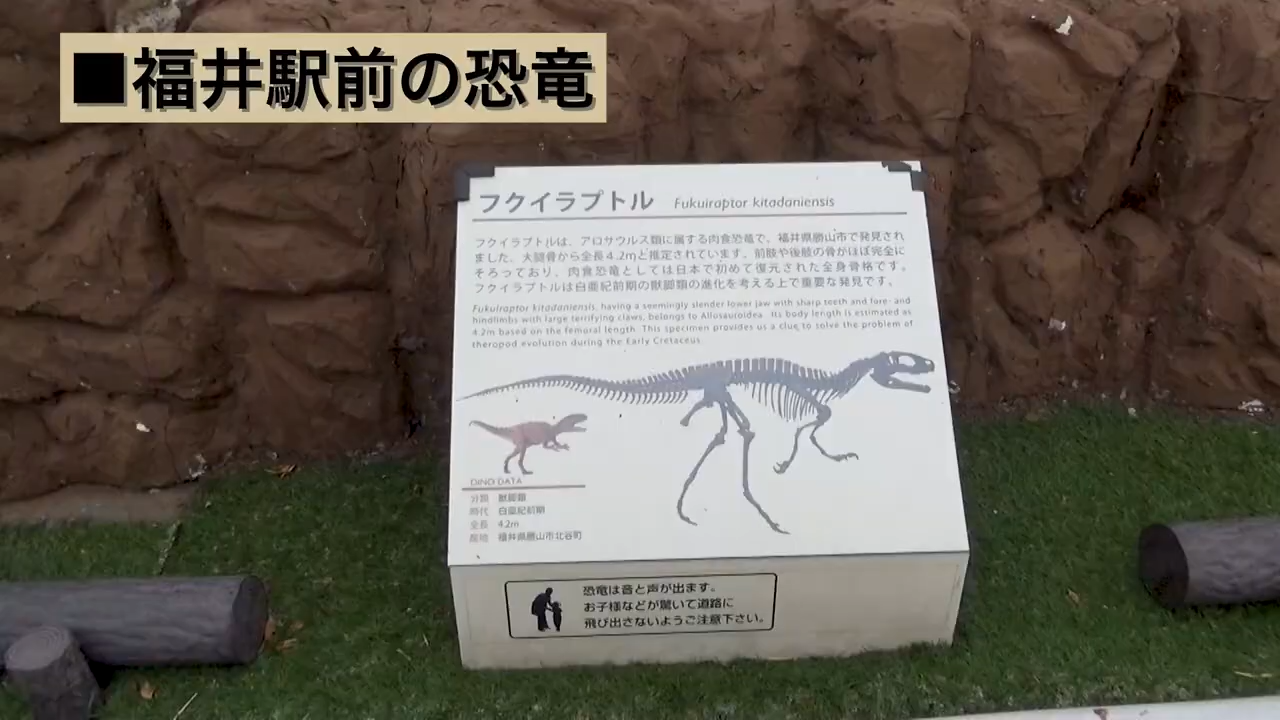 ■福井駅前の恐竜
フクイラプトル Fukuiraptor kitadaniensis
フクイラプトルは、アロサウルス類に属する肉食恐竜で、福井県勝山市で発見され
ました。大腿骨から全長4.2mと推定されています。前肢や後肢の骨がほぼ完全に
そろっており、肉食恐竜としては日本で初めて復元された全身骨格です。
フクイラプトルは白亜紀前期の獣脚類の進化を考える上で重要な発見です。
Fukuiraptor kitadaniensis, having a seemingly slender lower jaw with sharp teeth and fore- and
hindlimbs with large terrifying claws, belongs to Allosauroidea. Its body length is estimated as
4.2m based on the femoral length. This specimen provides us a clue to solve the problem of
theropod evolution during the Early Cretaceus.
DINO DATA
分類 獣脚類
時代 白亜紀前期
全長 4.2m
産地 福井県勝山市北谷町
恐竜は音と声が出ます。
お子様などが驚いて道路に
飛び出さないようご注意下さい。